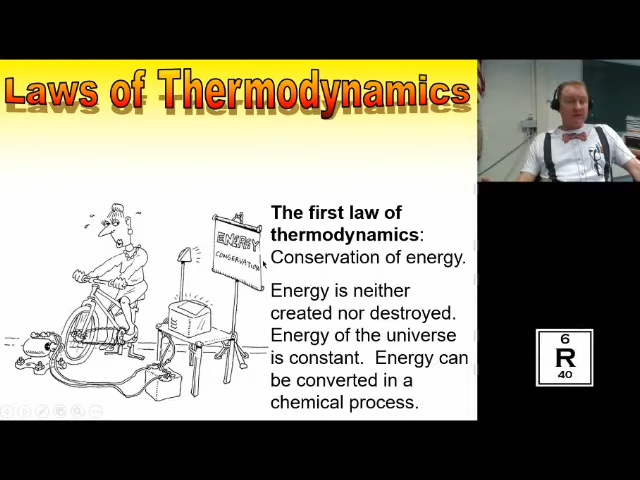 Laws of Thermodynamics
ENERGY
CONSERVATION
The first law of
thermodynamics:
Conservation of energy.
Energy is neither
created nor destroyed.
Energy of the universe
is constant.  Energy can
be converted in a
chemical process.
6
R
40